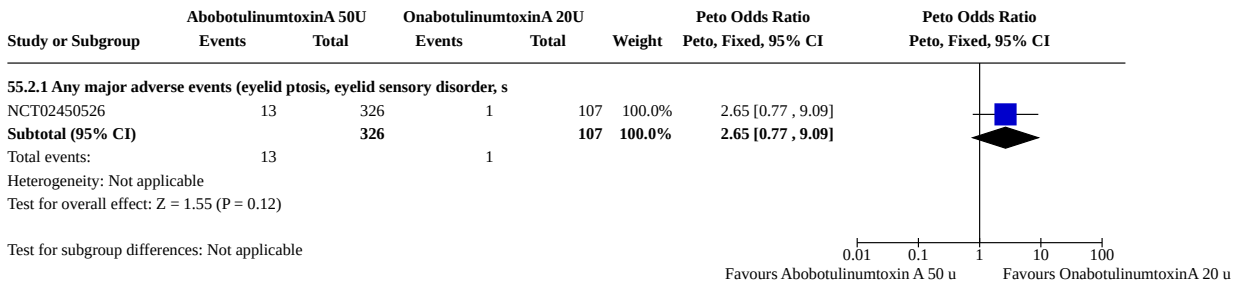 AbobotulinumtoxinA 50U OnabotulinumtoxinA 20U Peto Odds Ratio Peto Odds Ratio
Study or Subgroup Events Total Events Total Weight Peto, Fixed, 95% CI Peto, Fixed, 95% CI
55.2.1 Any major adverse events (eyelid ptosis, eyelid sensory disorder, s
NCT02450526 13 326 1 107 100.0% 2.65 [0.77 , 9.09]
Subtotal (95% CI) 326 107 100.0% 2.65 [0.77 , 9.09]
Total events: 13 1
Heterogeneity: Not applicable
Test for overall effect: Z = 1.55 (P = 0.12)
Test for subgroup differences: Not applicable
0.01 0.1 1 10 100
Favours Abobotulinumtoxin A 50 u Favours OnabotulinumtoxinA 20 u